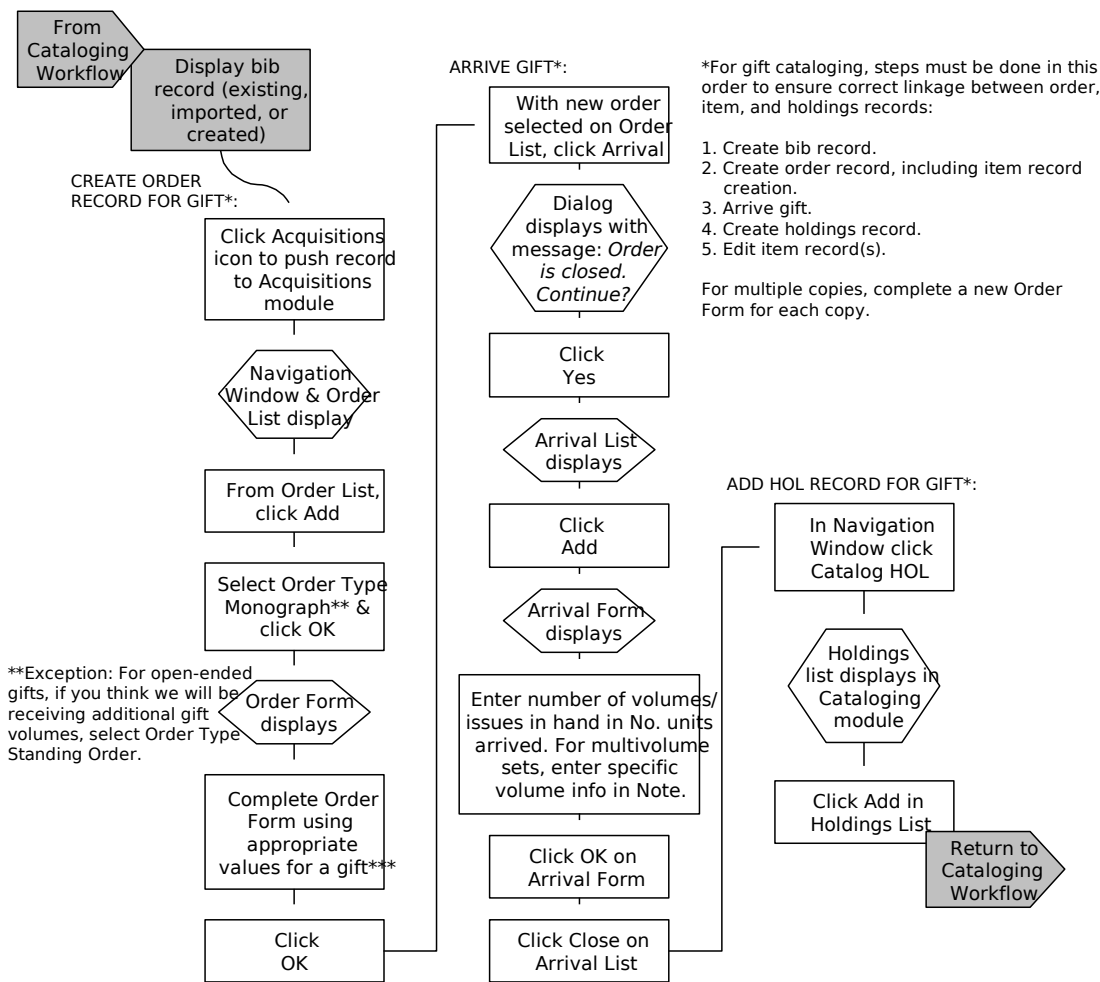 From
Cataloging
Workflow
Display bib
record (existing,
imported, or
created)
CREATE ORDER
RECORD FOR GIFT*:
Click Acquisitions
icon to push record
to Acquisitions
module
Navigation
Window & Order
List display
From Order List,
click Add
Select Order Type
Monograph** &
click OK
**Exception: For open-ended
gifts, if you think we will be
receiving additional gift
volumes, select Order Type
Standing Order.
Order Form
displays
Complete Order
Form using
appropriate
values for a gift***
Click
OK
ARRIVE GIFT*:
With new order
selected on Order
List, click Arrival
Dialog
displays with
message: Order
is closed.
Continue?
Click
Yes
Arrival List
displays
Click
Add
Arrival Form
displays
Enter number of volumes/
issues in hand in No. units
arrived. For multivolume
sets, enter specific
volume info in Note.
Click OK on
Arrival Form
Click Close on
Arrival List
*For gift cataloging, steps must be done in this
order to ensure correct linkage between order,
item, and holdings records:
1. Create bib record.
2. Create order record, including item record
creation.
3. Arrive gift.
4. Create holdings record.
5. Edit item record(s).
For multiple copies, complete a new Order
Form for each copy.
ADD HOL RECORD FOR GIFT*:
In Navigation
Window click
Catalog HOL
Holdings
list displays in
Cataloging
module
Click Add in
Holdings List
Return to
Cataloging
Workflow